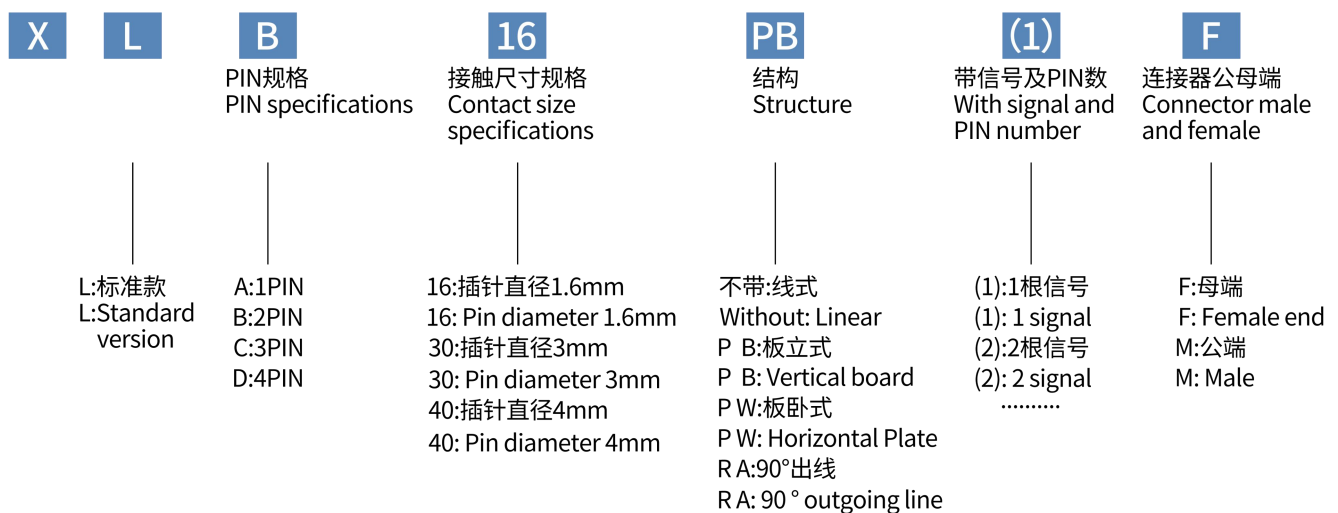 X L B 16 PB (1) F
PIN规格
PIN specifications
接触尺寸规格
Contact size
specifications
结构
Structure
带信号及PIN数
With signal and
PIN number
连接器公母端
Connector male
and female
L:标准款
L:Standard
version
A:1PIN
B:2PIN
C:3PIN
D:4PIN
16:插针直径1.6mm
16: Pin diameter 1.6mm
30:插针直径3mm
30: Pin diameter 3mm
40:插针直径4mm
40: Pin diameter 4mm
不带:线式
Without: Linear
P B:板立式
P B: Vertical board
P W:板卧式
P W: Horizontal Plate
R A:90°出线
R A: 90 ° outgoing line
(1):1根信号
(1): 1 signal
(2):2根信号
(2): 2 signal
..........
F:母端
F: Female end
M:公端
M: Male